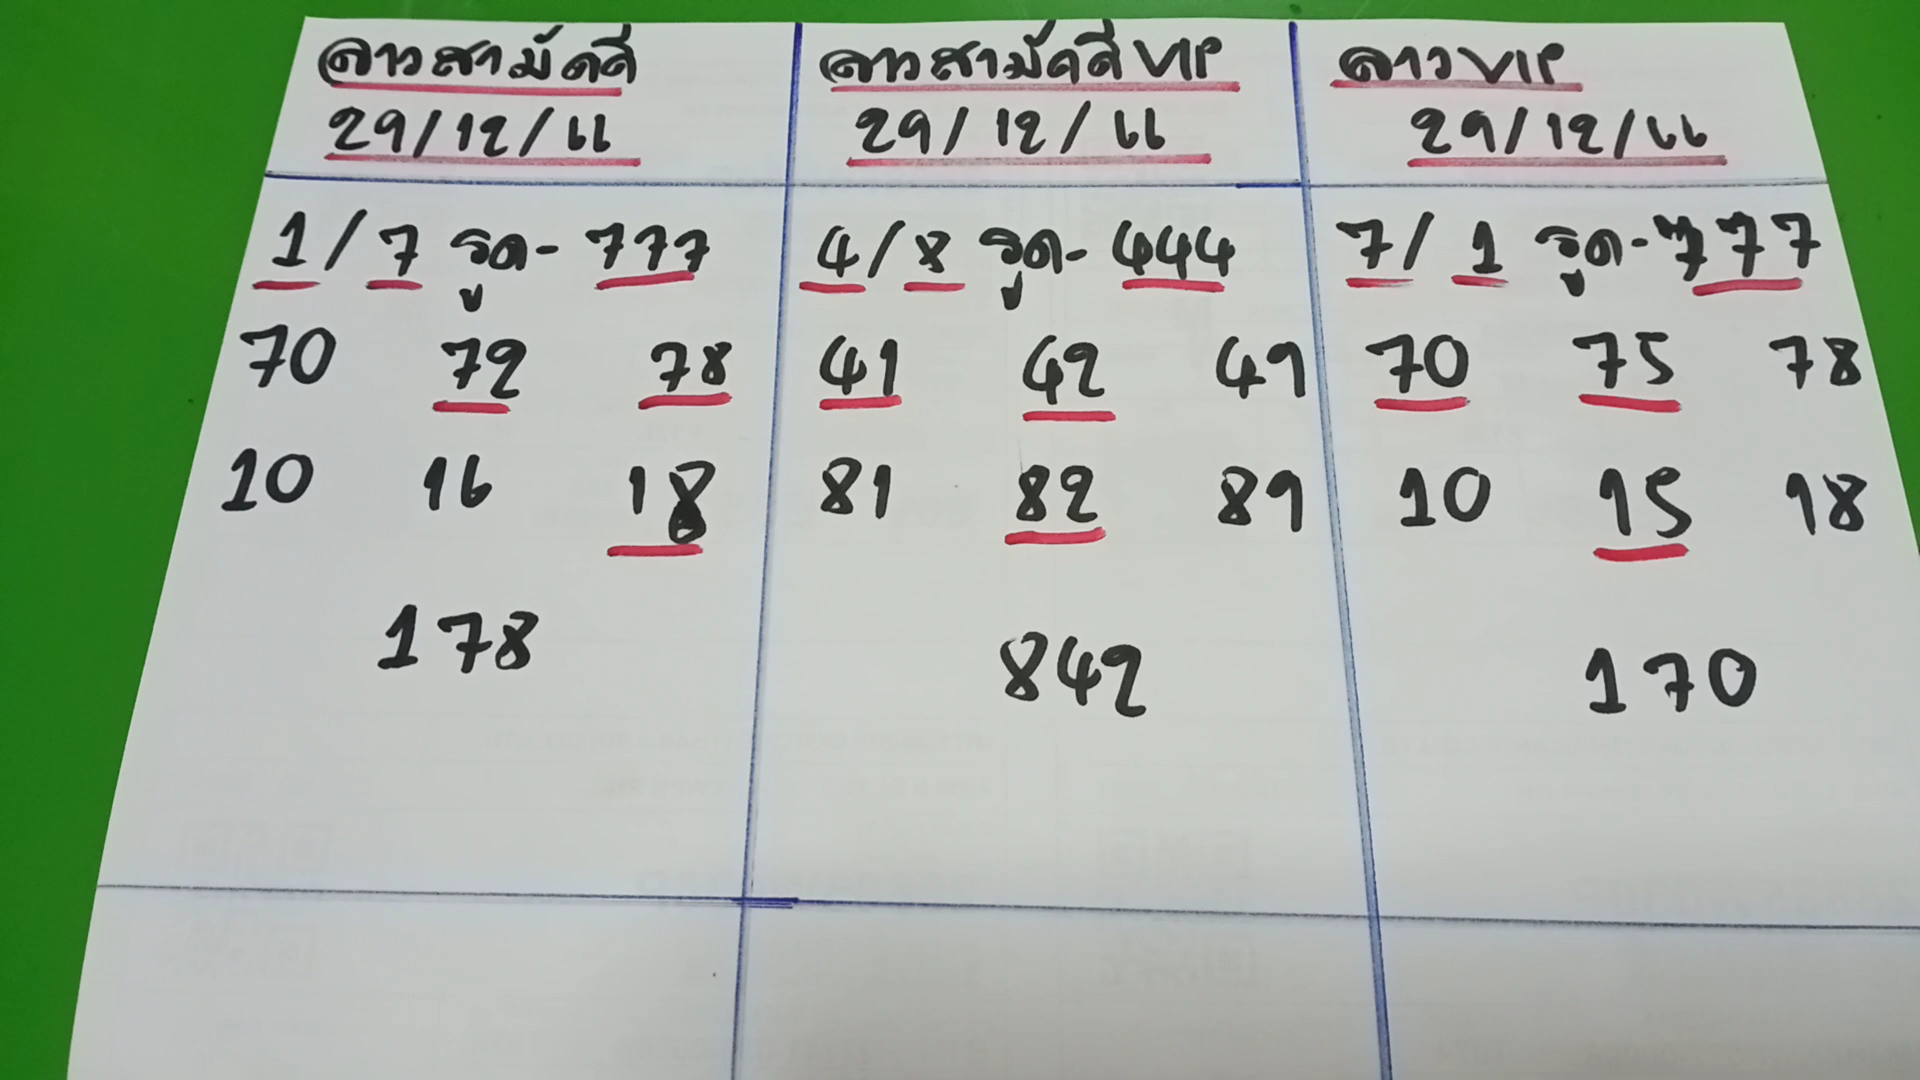 ลาวสามัคคี
29/12/66
1/7 รูด-777
70 72 78
10 16 18
178
ลาวสามัคคีVIP
29/12/66
4/8 รูด-444
41 42 49
81 82 89
842
ลาวVIP
29/12/66
7/1 รูด-777
70 75 78
10 15 18
170